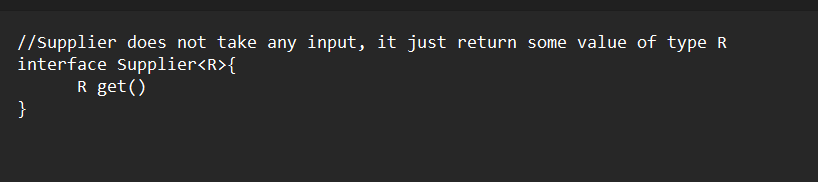 //Supplier does not take any input, it just return some value of type R
interface Supplier<R>{
R get()
}